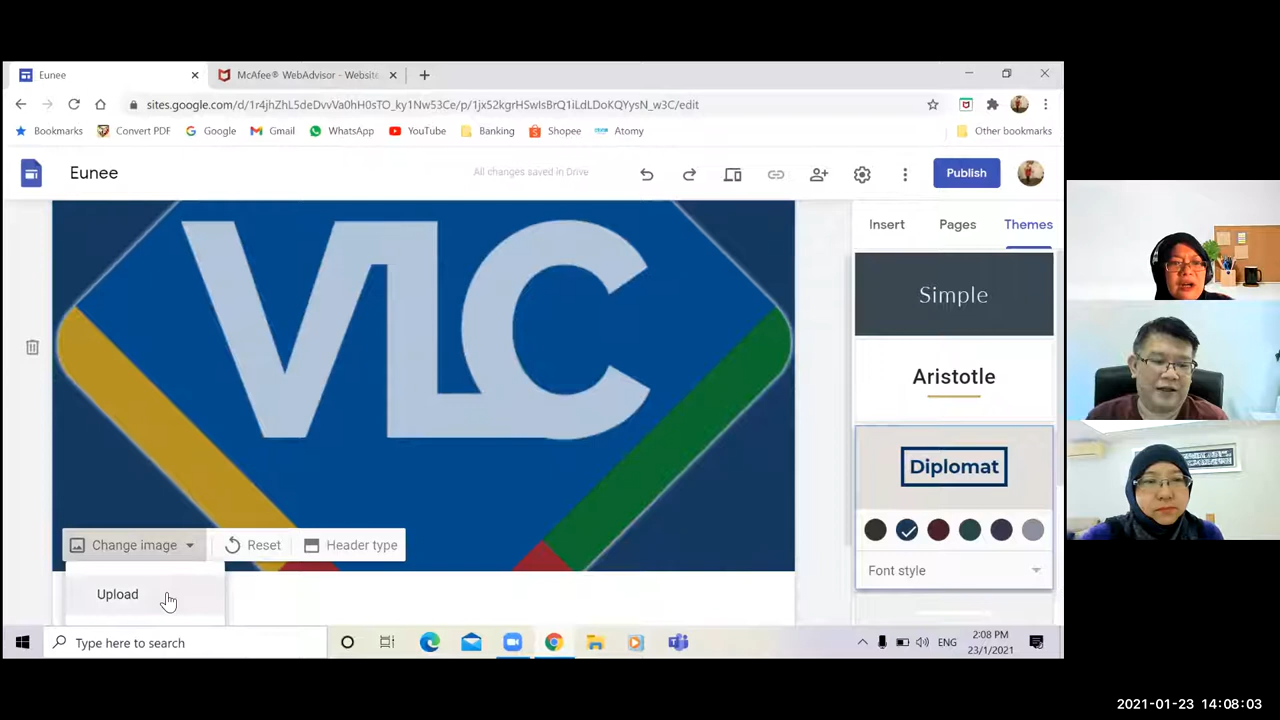 Eunee
McAfee® WebAdvisor - Website
sites.google.com/d/1r4jhZhL5deDvvVa0hH0sTO_ky1Nw53Ce/p/1jx52kgrHSwIsBrQ1iLdLDoKQYysN_w3C/edit
Bookmarks Convert PDF Google Gmail WhatsApp YouTube Banking Shopee Atomy Other bookmarks
Eunee All changes saved in Drive Publish
Insert Pages Themes
VLC
Simple
Aristotle
Diplomat
Change image Reset Header type
Font style
Upload
Type here to search
ENG
2:08 PM
23/1/2021
2021-01-23 14:08:03